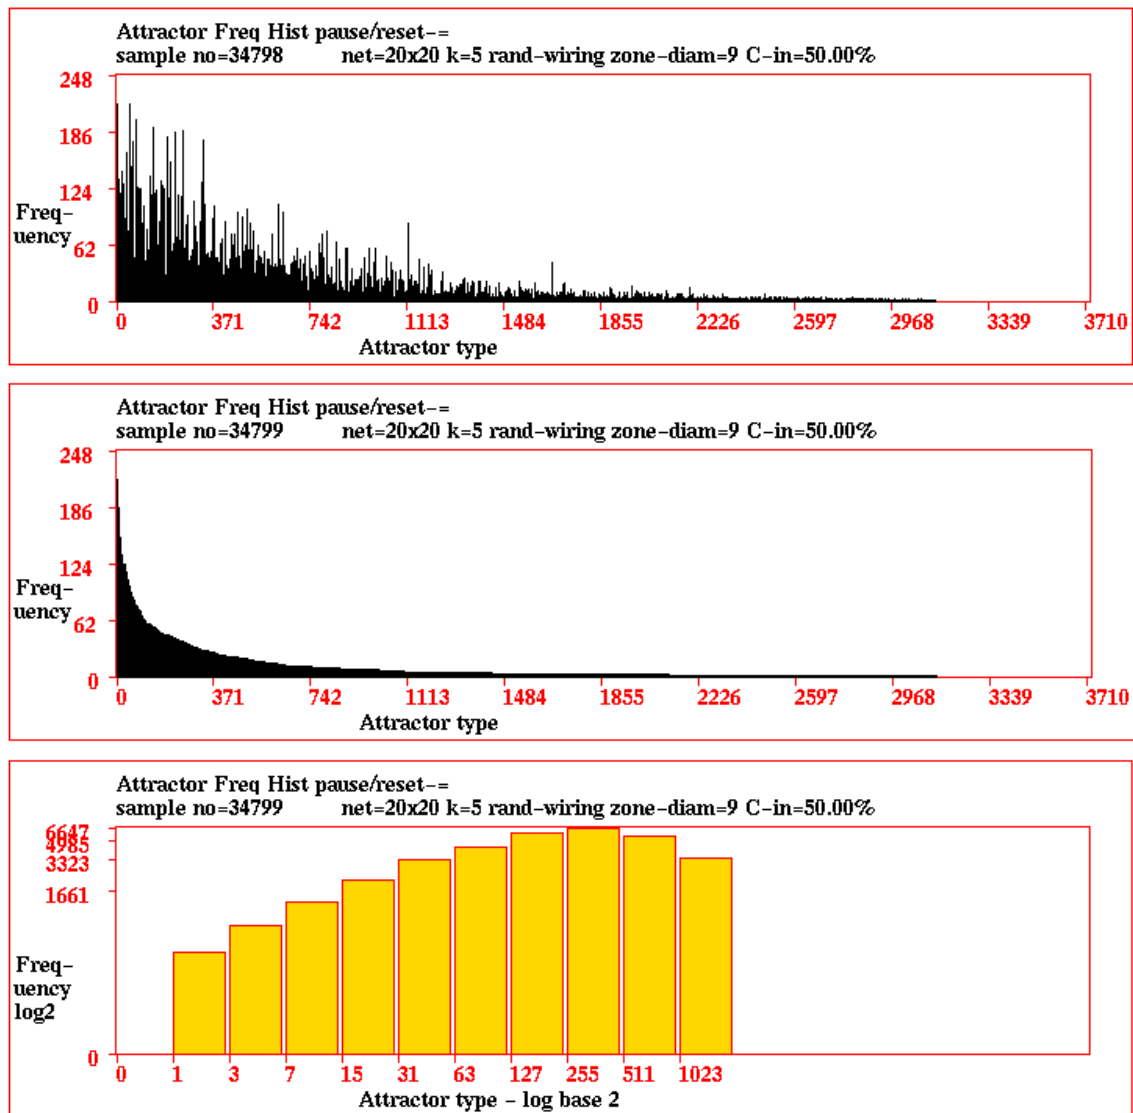 Attractor Freq Hist pause/reset-=
sample no=34798 net=20x20 k=5 rand-wiring zone-diam=9 C-in=50.00%
248
186
124
Freq-
uency
62
0
0 371 742 1113 1484 1855 2226 2597 2968 3339 3710
Attractor type
Attractor Freq Hist pause/reset-=
sample no=34799 net=20x20 k=5 rand-wiring zone-diam=9 C-in=50.00%
248
186
124
Freq-
uency
62
0
0 371 742 1113 1484 1855 2226 2597 2968 3339 3710
Attractor type
Attractor Freq Hist pause/reset-=
sample no=34799 net=20x20 k=5 rand-wiring zone-diam=9 C-in=50.00%
6647
4985
3323
1661
Freq-
uency
log2
0
0 1 3 7 15 31 63 127 255 511 1023
Attractor type - log base 2